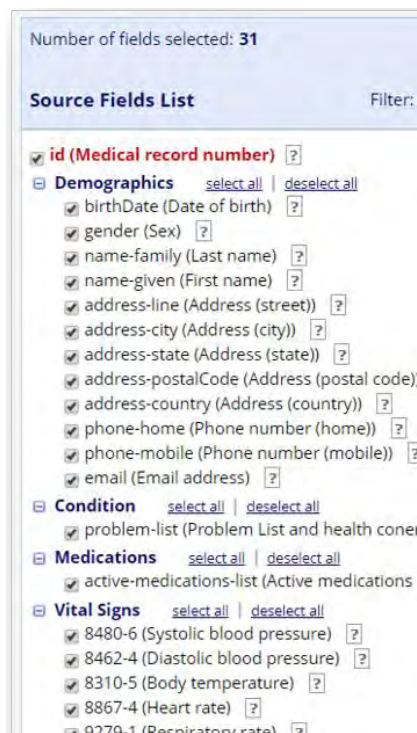 Number of fields selected: 31
Source Fields List Filter:
id (Medical record number) ?
Demographics select all | deselect all
birthDate (Date of birth) ?
gender (Sex) ?
name-family (Last name) ?
name-given (First name) ?
address-line (Address (street)) ?
address-city (Address (city)) ?
address-state (Address (state)) ?
address-postalCode (Address (postal code))
address-country (Address (country)) ?
phone-home (Phone number (home)) ?
phone-mobile (Phone number (mobile)) ?
email (Email address) ?
Condition select all | deselect all
problem-list (Problem List and health coner
Medications select all | deselect all
active-medications-list (Active medications
Vital Signs select all | deselect all
8480-6 (Systolic blood pressure) ?
8462-4 (Diastolic blood pressure) ?
8310-5 (Body temperature) ?
8867-4 (Heart rate) ?
9279-1 (Respiratory rate) ?